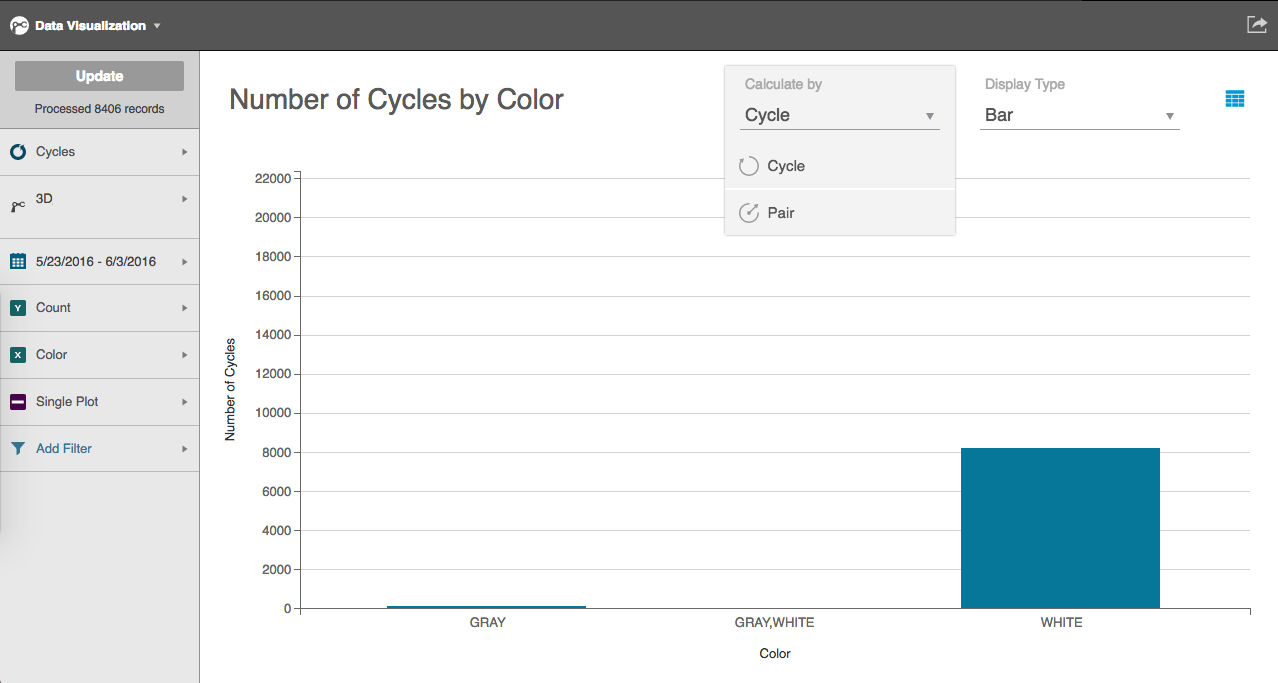 Data Visualization
Update
Processed 8406 records
Cycles
3D
5/23/2016 - 6/3/2016
Y
Count
X
Color
Single Plot
Add Filter
Number of Cycles by Color
Calculate by
Cycle
Cycle
Pair
Display Type
Bar
Number of Cycles
22000
20000
18000
16000
14000
12000
10000
8000
6000
4000
2000
0
GRAY
GRAY,WHITE
WHITE
Color